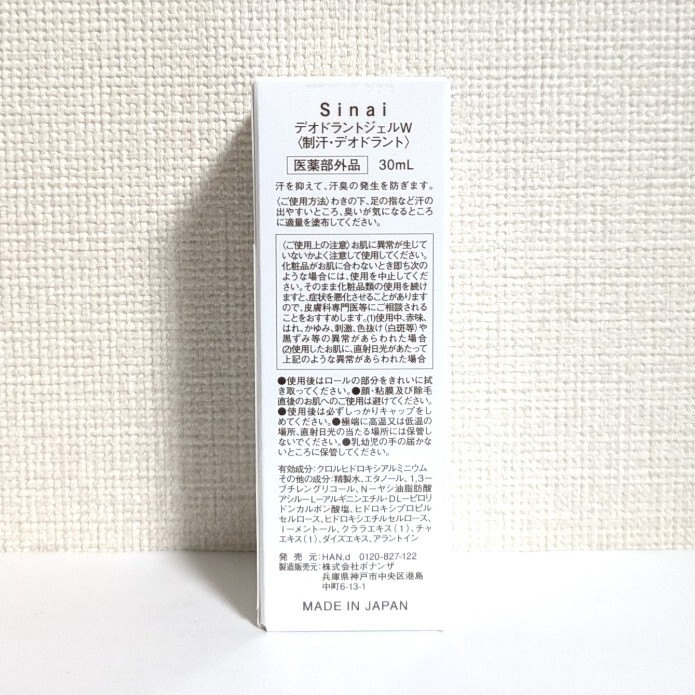 Sinai
デオドラントジェルW
〈制汗・デオドラント〉
医薬部外品 30mL
汗を抑えて、汗臭の発生を防ぎます。
〈ご使用方法〉わきの下、足の指など汗の
出やすいところ、臭いが気になるところ
に適量を塗布してください。
〈ご使用上の注意〉お肌に異常が生じて
いないかよく注意して使用してください。
化粧品がお肌に合わないとき即ち次の
ような場合には、使用を中止してくださ
い。そのまま化粧品類の使用を続け
ますと、症状を悪化させることがあります
ので、皮膚科専門医等にご相談され
ることをおすすめします。(1)使用中、赤味、
はれ、かゆみ、刺激、色抜け(白斑等)や
黒ずみ等の異常があらわれた場合
(2)使用したお肌に、直射日光があたって
上記のような異常があらわれた場合
●使用後はロールの部分をきれいに拭
き取ってください。●顔・粘膜及び除毛
直後のお肌へのご使用は避けてください。
●使用後は必ずしっかりキャップをし
めてください。●極端に高温又は低温の
場所、直射日光の当たる場所には保管し
ないでください。●乳幼児の手の届かな
いところに保管してください。
有効成分:クロルヒドロキシアルミニウム
その他の成分:精製水、エタノール、1,3-
ブチレングリコール、N-ヤシ油脂肪酸
アシル-L-アルギニンエチル・DL-ピロリ
ドンカルボン酸塩、ヒドロキシプロピル
セルロース、ヒドロキシエチルセルロース、
l-メントール、クララエキス(1)、チャ
エキス(1)、ダイズエキス、アラントイン
発売元:HAN.d 0120-827-122
製造販売元:株式会社ボナンザ
兵庫県神戸市中央区港島
中町6-13-1
MADE IN JAPAN